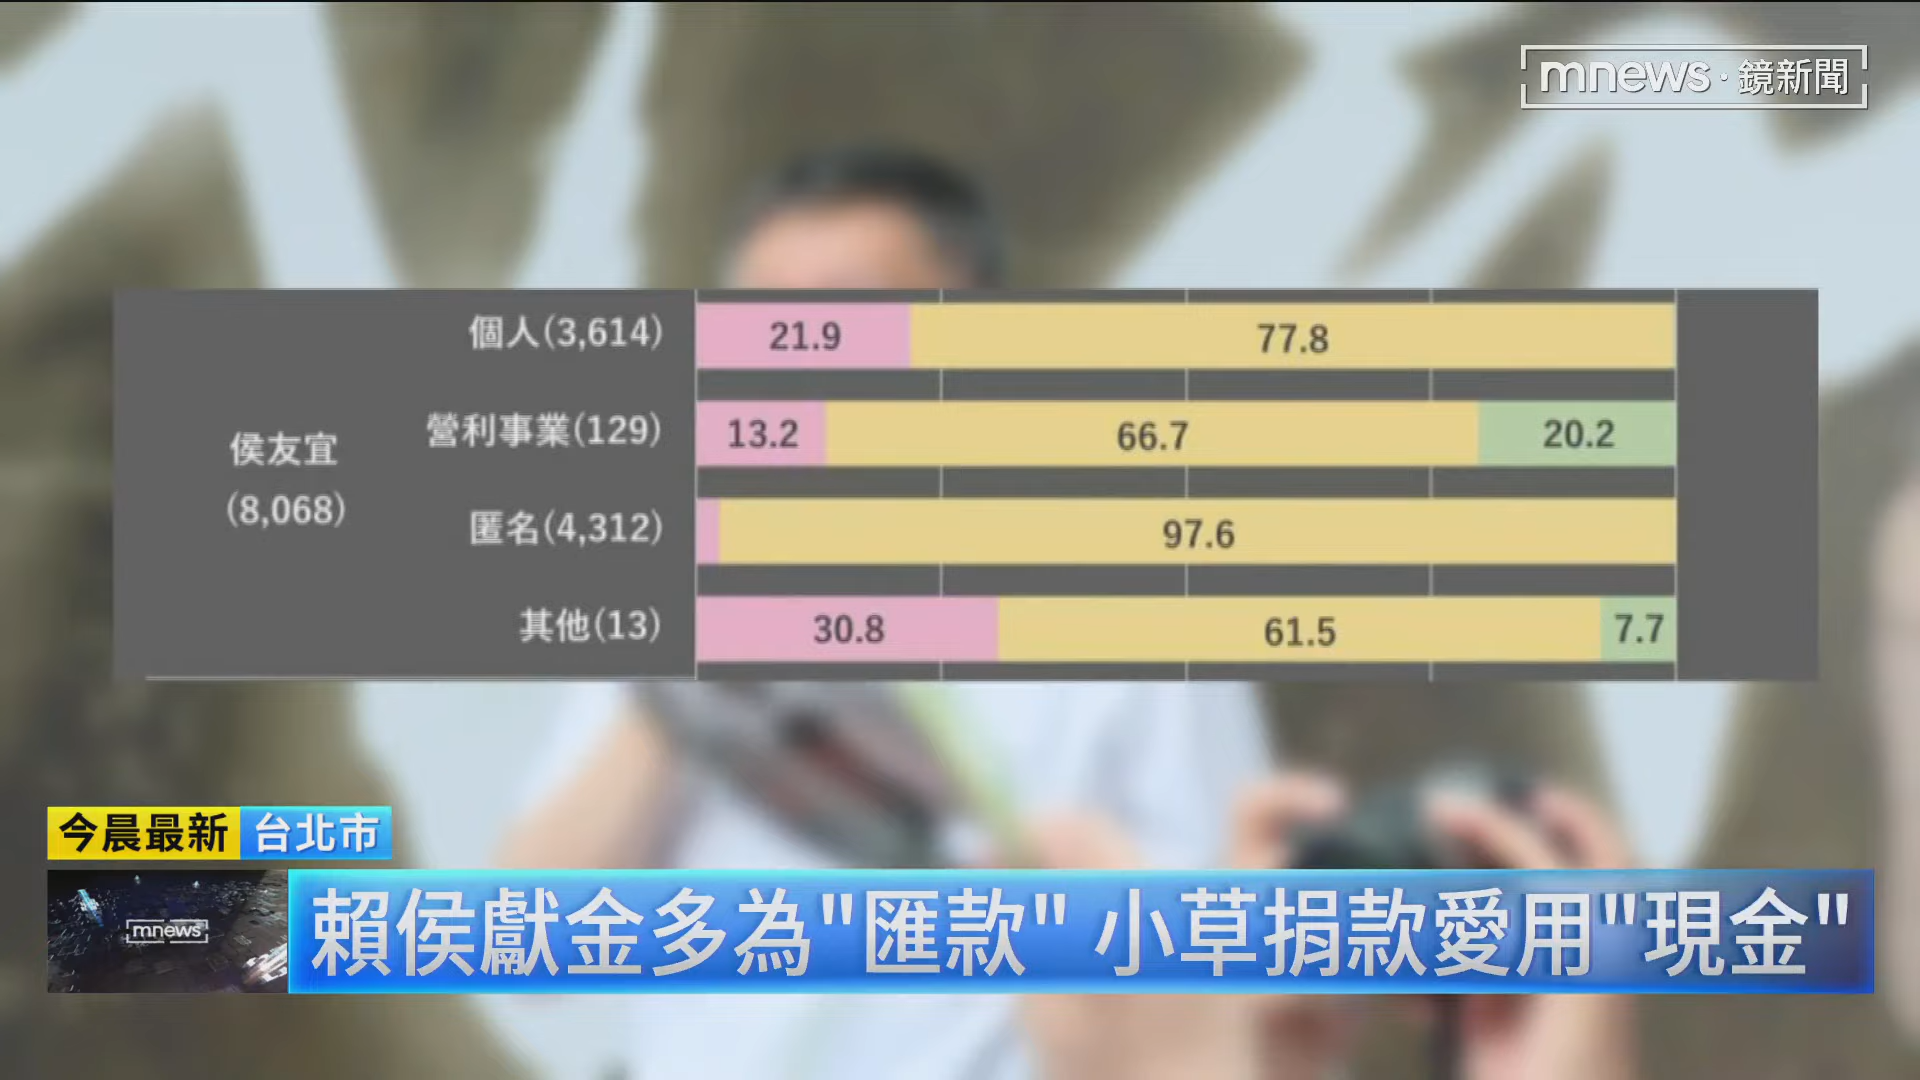 mnews·鏡新聞
個人(3,614) 21.9 77.8
營利事業(129) 13.2 66.7 20.2
侯友宜
(8,068)
匿名(4,312) 97.6
其他(13) 30.8 61.5 7.7
今晨最新 台北市
mnews
賴侯獻金多為"匯款" 小草捐款愛用"現金"